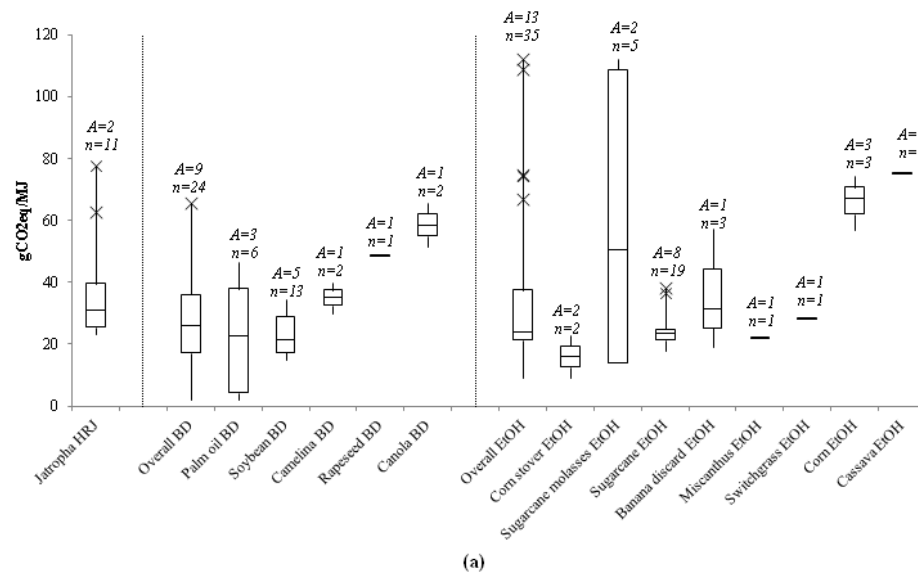 120
100
80
60
40
20
0
gCO2eq/MJ
A=2
n=11
A=9
n=24
A=3
n=6
A=5
n=13
A=1
n=2
A=1
n=1
A=1
n=2
A=13
n=35
A=2
n=2
A=2
n=5
A=8
n=19
A=1
n=3
A=1
n=1
A=1
n=1
A=3
n=3
A=
n=
Jatropha HRJ
Overall BD
Palm oil BD
Soybean BD
Camelina BD
Rapeseed BD
Canola BD
Overall EtOH
Corn stover EtOH
Sugarcane molasses EtOH
Sugarcane EtOH
Banana discard EtOH
Miscanthus EtOH
Switchgrass EtOH
Corn EtOH
Cassava EtOH
(a)